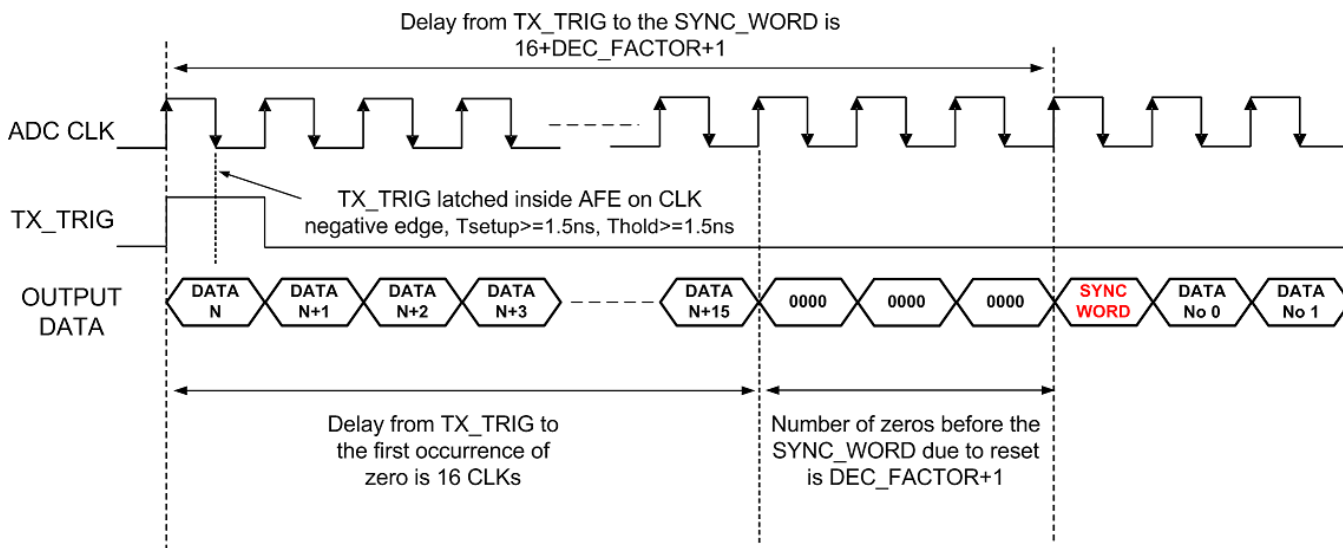 Delay from TX_TRIG to the SYNC_WORD is
16+DEC_FACTOR+1
ADC CLK
TX_TRIG latched inside AFE on CLK
negative edge, Tsetup>=1.5ns, Thold>=1.5ns
TX_TRIG
OUTPUT
DATA
DATA
N
DATA
N+1
DATA
N+2
DATA
N+3
DATA
N+15
0000
0000
0000
SYNC
WORD
DATA
No 0
DATA
No 1
Delay from TX_TRIG to
the first occurrence of
zero is 16 CLKs
Number of zeros before the
SYNC_WORD due to reset
is DEC_FACTOR+1